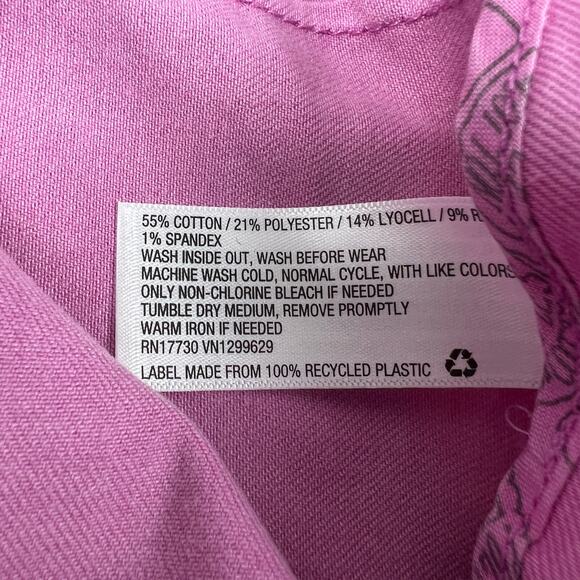 55% COTTON / 21% POLYESTER / 14% LYOCELL / 9%
1% SPANDEX
WASH INSIDE OUT, WASH BEFORE WEAR
MACHINE WASH COLD, NORMAL CYCLE, WITH LIKE COLORS
ONLY NON-CHLORINE BLEACH IF NEEDED
TUMBLE DRY MEDIUM, REMOVE PROMPTLY
WARM IRON IF NEEDED
RN17730 VN1299629
LABEL MADE FROM 100% RECYCLED PLASTIC